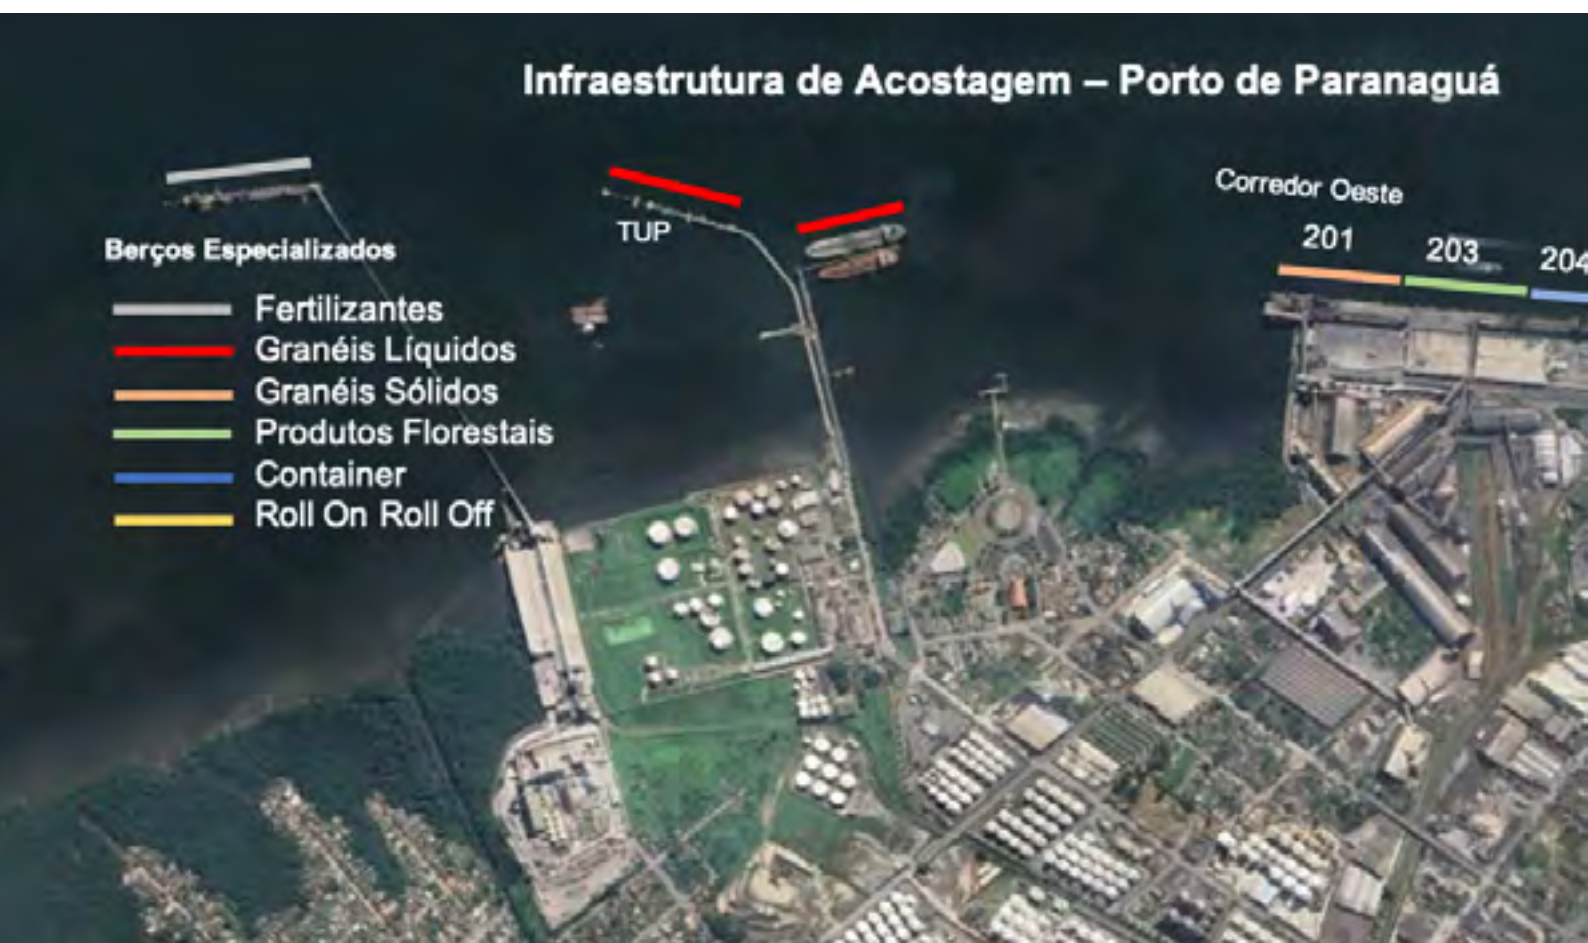 Infraestrutura de Acostagem – Porto de Paranaguá
Corredor Oeste
201
203
204
TUP
Berços Especializados
Fertilizantes
Granéis Líquidos
Granéis Sólidos
Produtos Florestais
Container
Roll On Roll Off